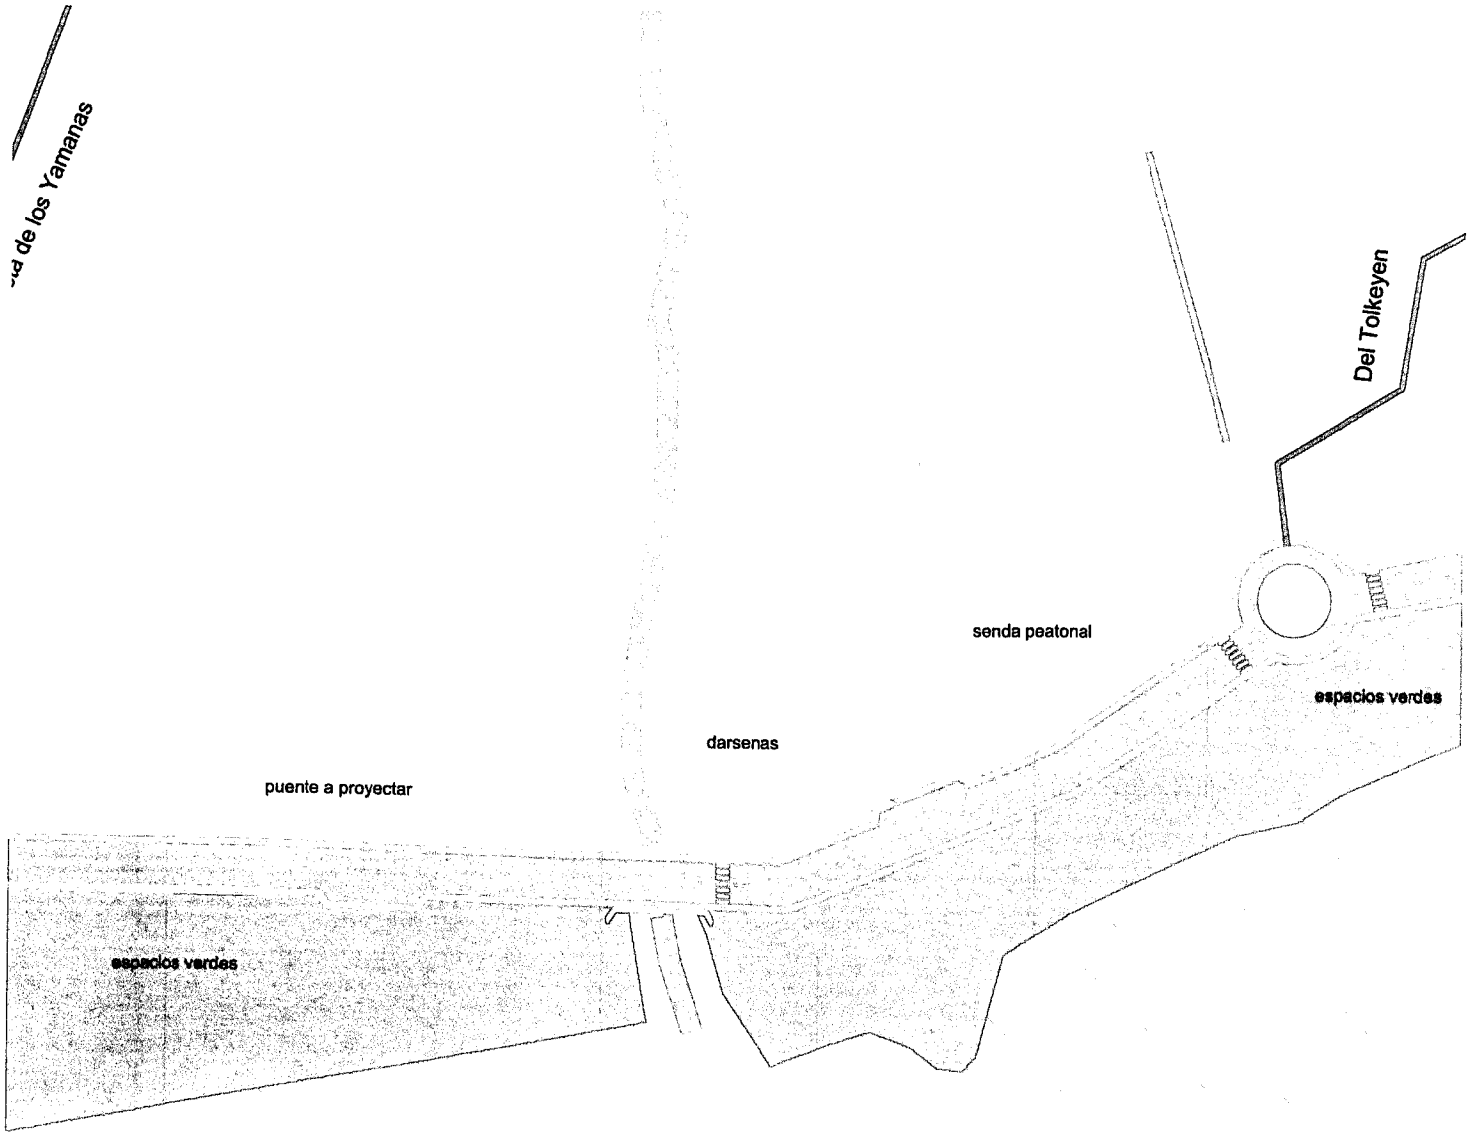 de los Yamanas
Del Tolkeyen
senda peatonal
espacios verdes
darsenas
puente a proyectar
espacios verdes